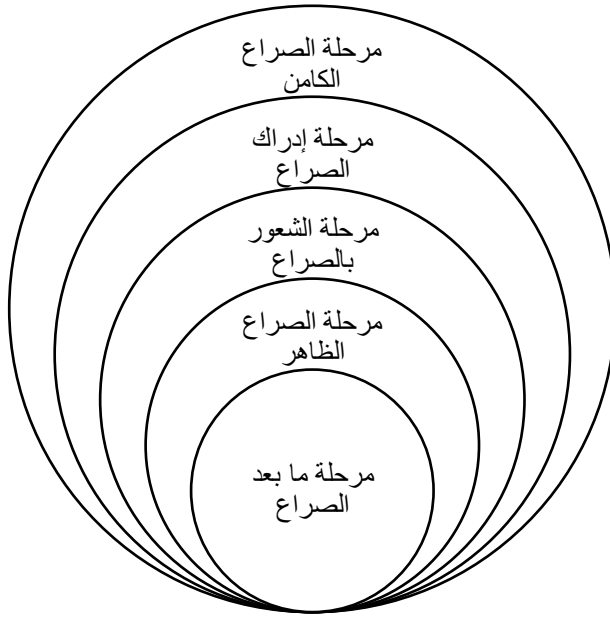 مرحلة الصراع
الكامن
مرحلة إدراك
الصراع
مرحلة الشعور
بالصراع
مرحلة الصراع
الظاهر
مرحلة ما بعد
الصراع